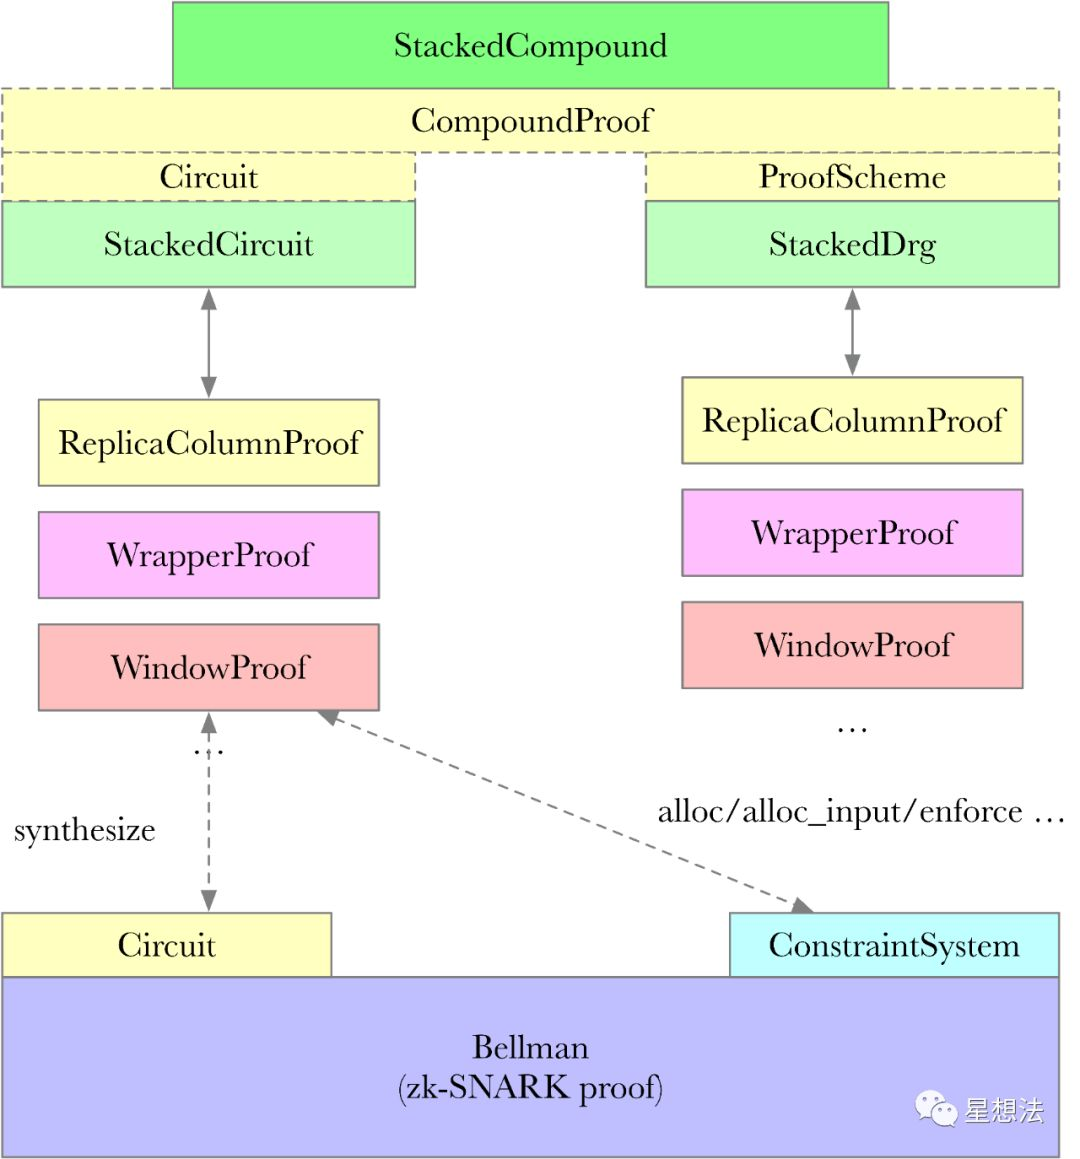 StackedCompound
CompoundProof
Circuit
ProofScheme
StackedCircuit
StackedDrg
ReplicaColumnProof
ReplicaColumnProof
WrapperProof
WrapperProof
WindowProof
WindowProof
...
...
synthesize
alloc/alloc_input/enforce ...
Circuit
ConstraintSystem
Bellman
(zk-SNARK proof)
星想法